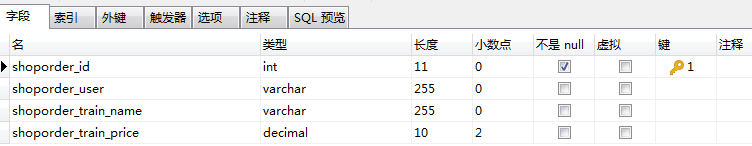 字段 索引 外键 触发器 选项 注释 SQL 预览
名 类型 长度 小数点 不是 null 虚拟 键 注释
shoporder_id int 11 0 1
shoporder_user varchar 255 0
shoporder_train_name varchar 255 0
shoporder_train_price decimal 10 2